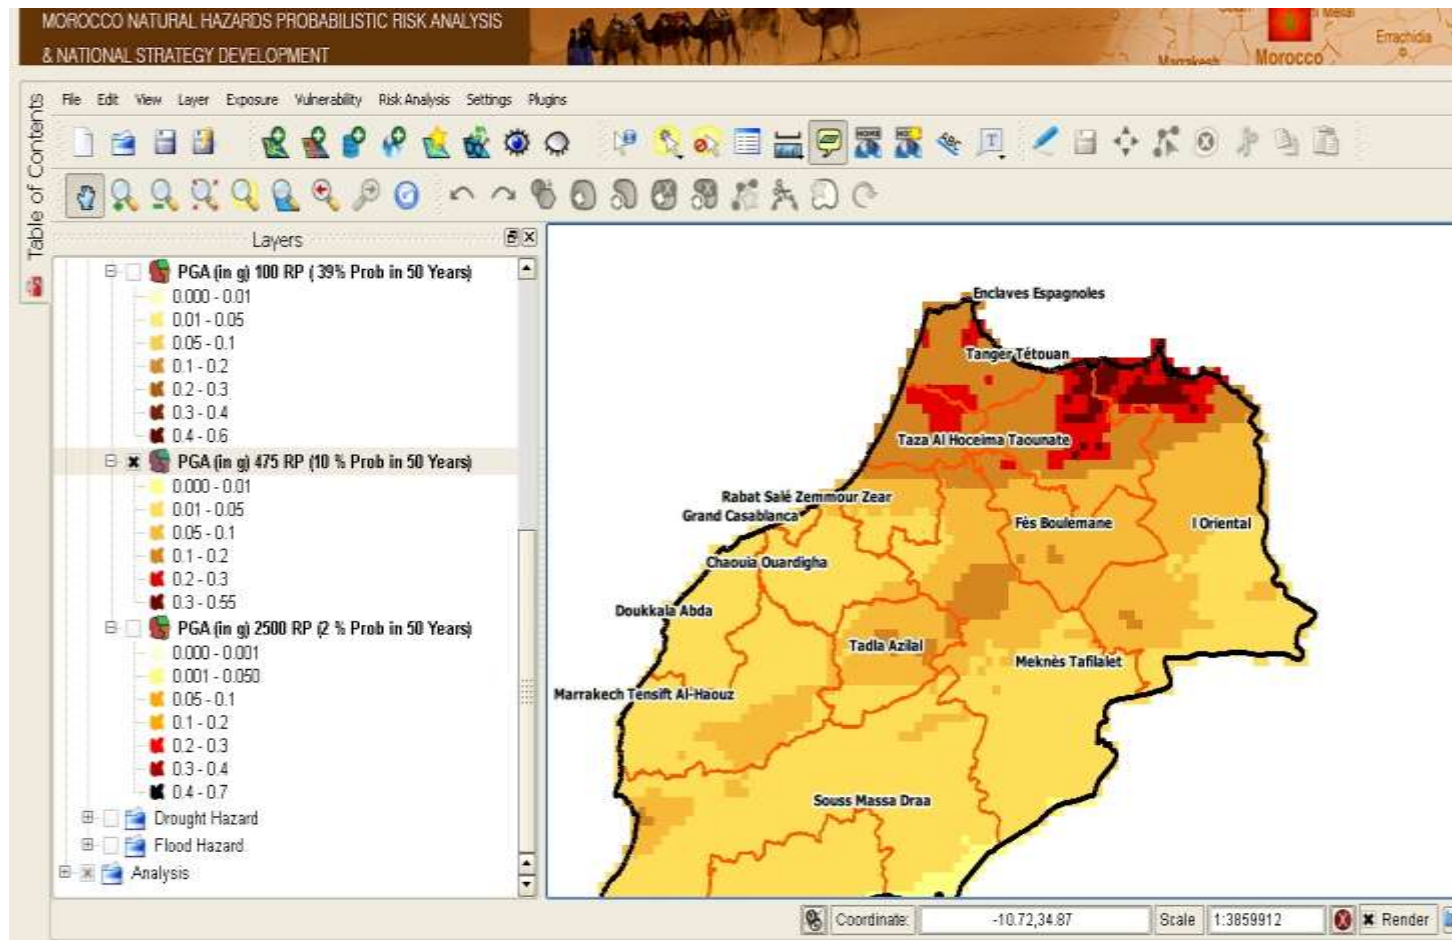 MOROCCO NATURAL HAZARDS PROBABILISTIC RISK ANALYSIS
& NATIONAL STRATEGY DEVELOPMENT
Marrakesh
Morocco
Errachidia
Table of Contents
File Edit View Layer Exposure Vulnerability Risk Analysis Settings Plugins
Layers
PGA (in g) 100 RP ( 39% Prob in 50 Years)
0.000 - 0.01
0.01 - 0.05
0.05 - 0.1
0.1 - 0.2
0.2 - 0.3
0.3 - 0.4
0.4 - 0.6
PGA (in g) 475 RP (10 % Prob in 50 Years)
0.000 - 0.01
0.01 - 0.05
0.05 - 0.1
0.1 - 0.2
0.2 - 0.3
0.3 - 0.55
PGA (in g) 2500 RP (2 % Prob in 50 Years)
0.000 - 0.001
0.001 - 0.050
0.05 - 0.1
0.1 - 0.2
0.2 - 0.3
0.3 - 0.4
0.4 - 0.7
Drought Hazard
Flood Hazard
Analysis
Enclaves Espagnoles
Tanger Tétouan
Taza Al Hoceima Taounate
Rabat Salé Zemmour Zear
Grand Casablanca
Fès Boulemane
l Oriental
Chaouia Ouardigha
Doukkala Abda
Tadla Azilal
Meknès Tafilalet
Marrakech Tensift Al-Haouz
Souss Massa Draa
Coordinate: -10.72,34.87 Scale 1:3859912 Render